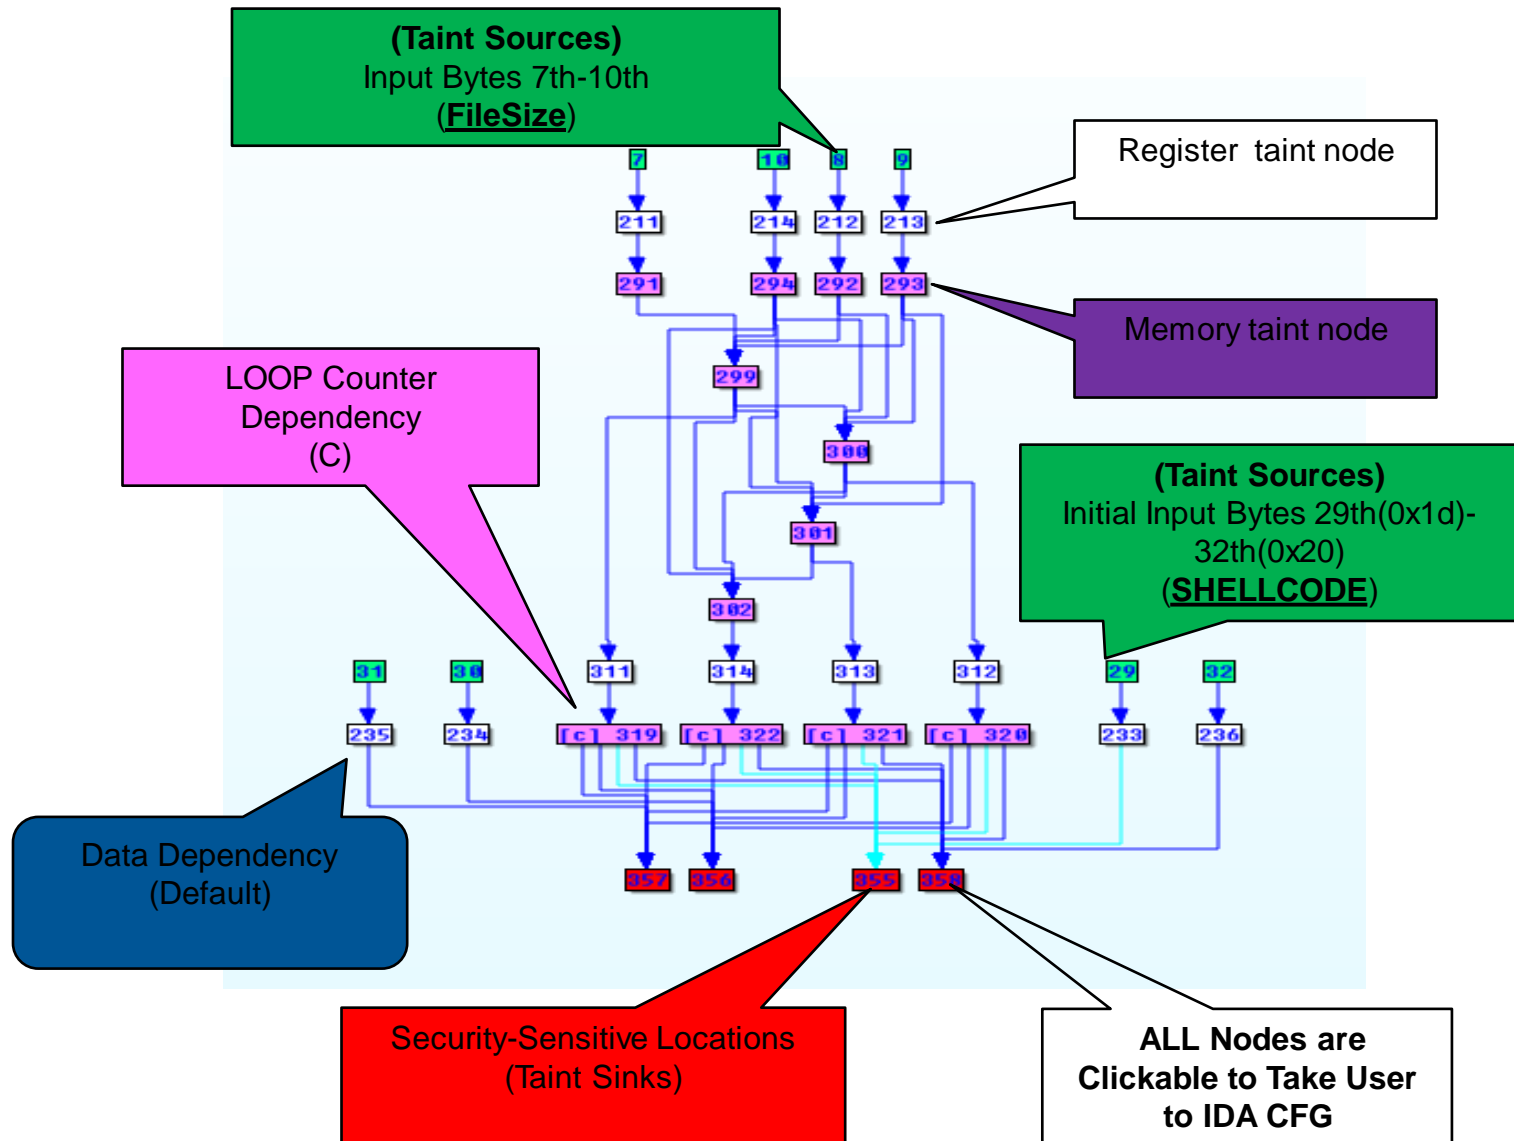 (Taint Sources)
Input Bytes 7th-10th
(FileSize)
7
10
8
9
Register taint node
211
214
212
213
291
294
292
293
Memory taint node
299
LOOP Counter
Dependency
(C)
300
(Taint Sources)
Initial Input Bytes 29th(0x1d)-
32th(0x20)
(SHELLCODE)
301
302
31
30
311
314
313
312
29
32
235
234
[c] 319
[c] 322
[c] 321
[c] 320
233
236
Data Dependency
(Default)
357
356
355
358
Security-Sensitive Locations
(Taint Sinks)
ALL Nodes are
Clickable to Take User
to IDA CFG